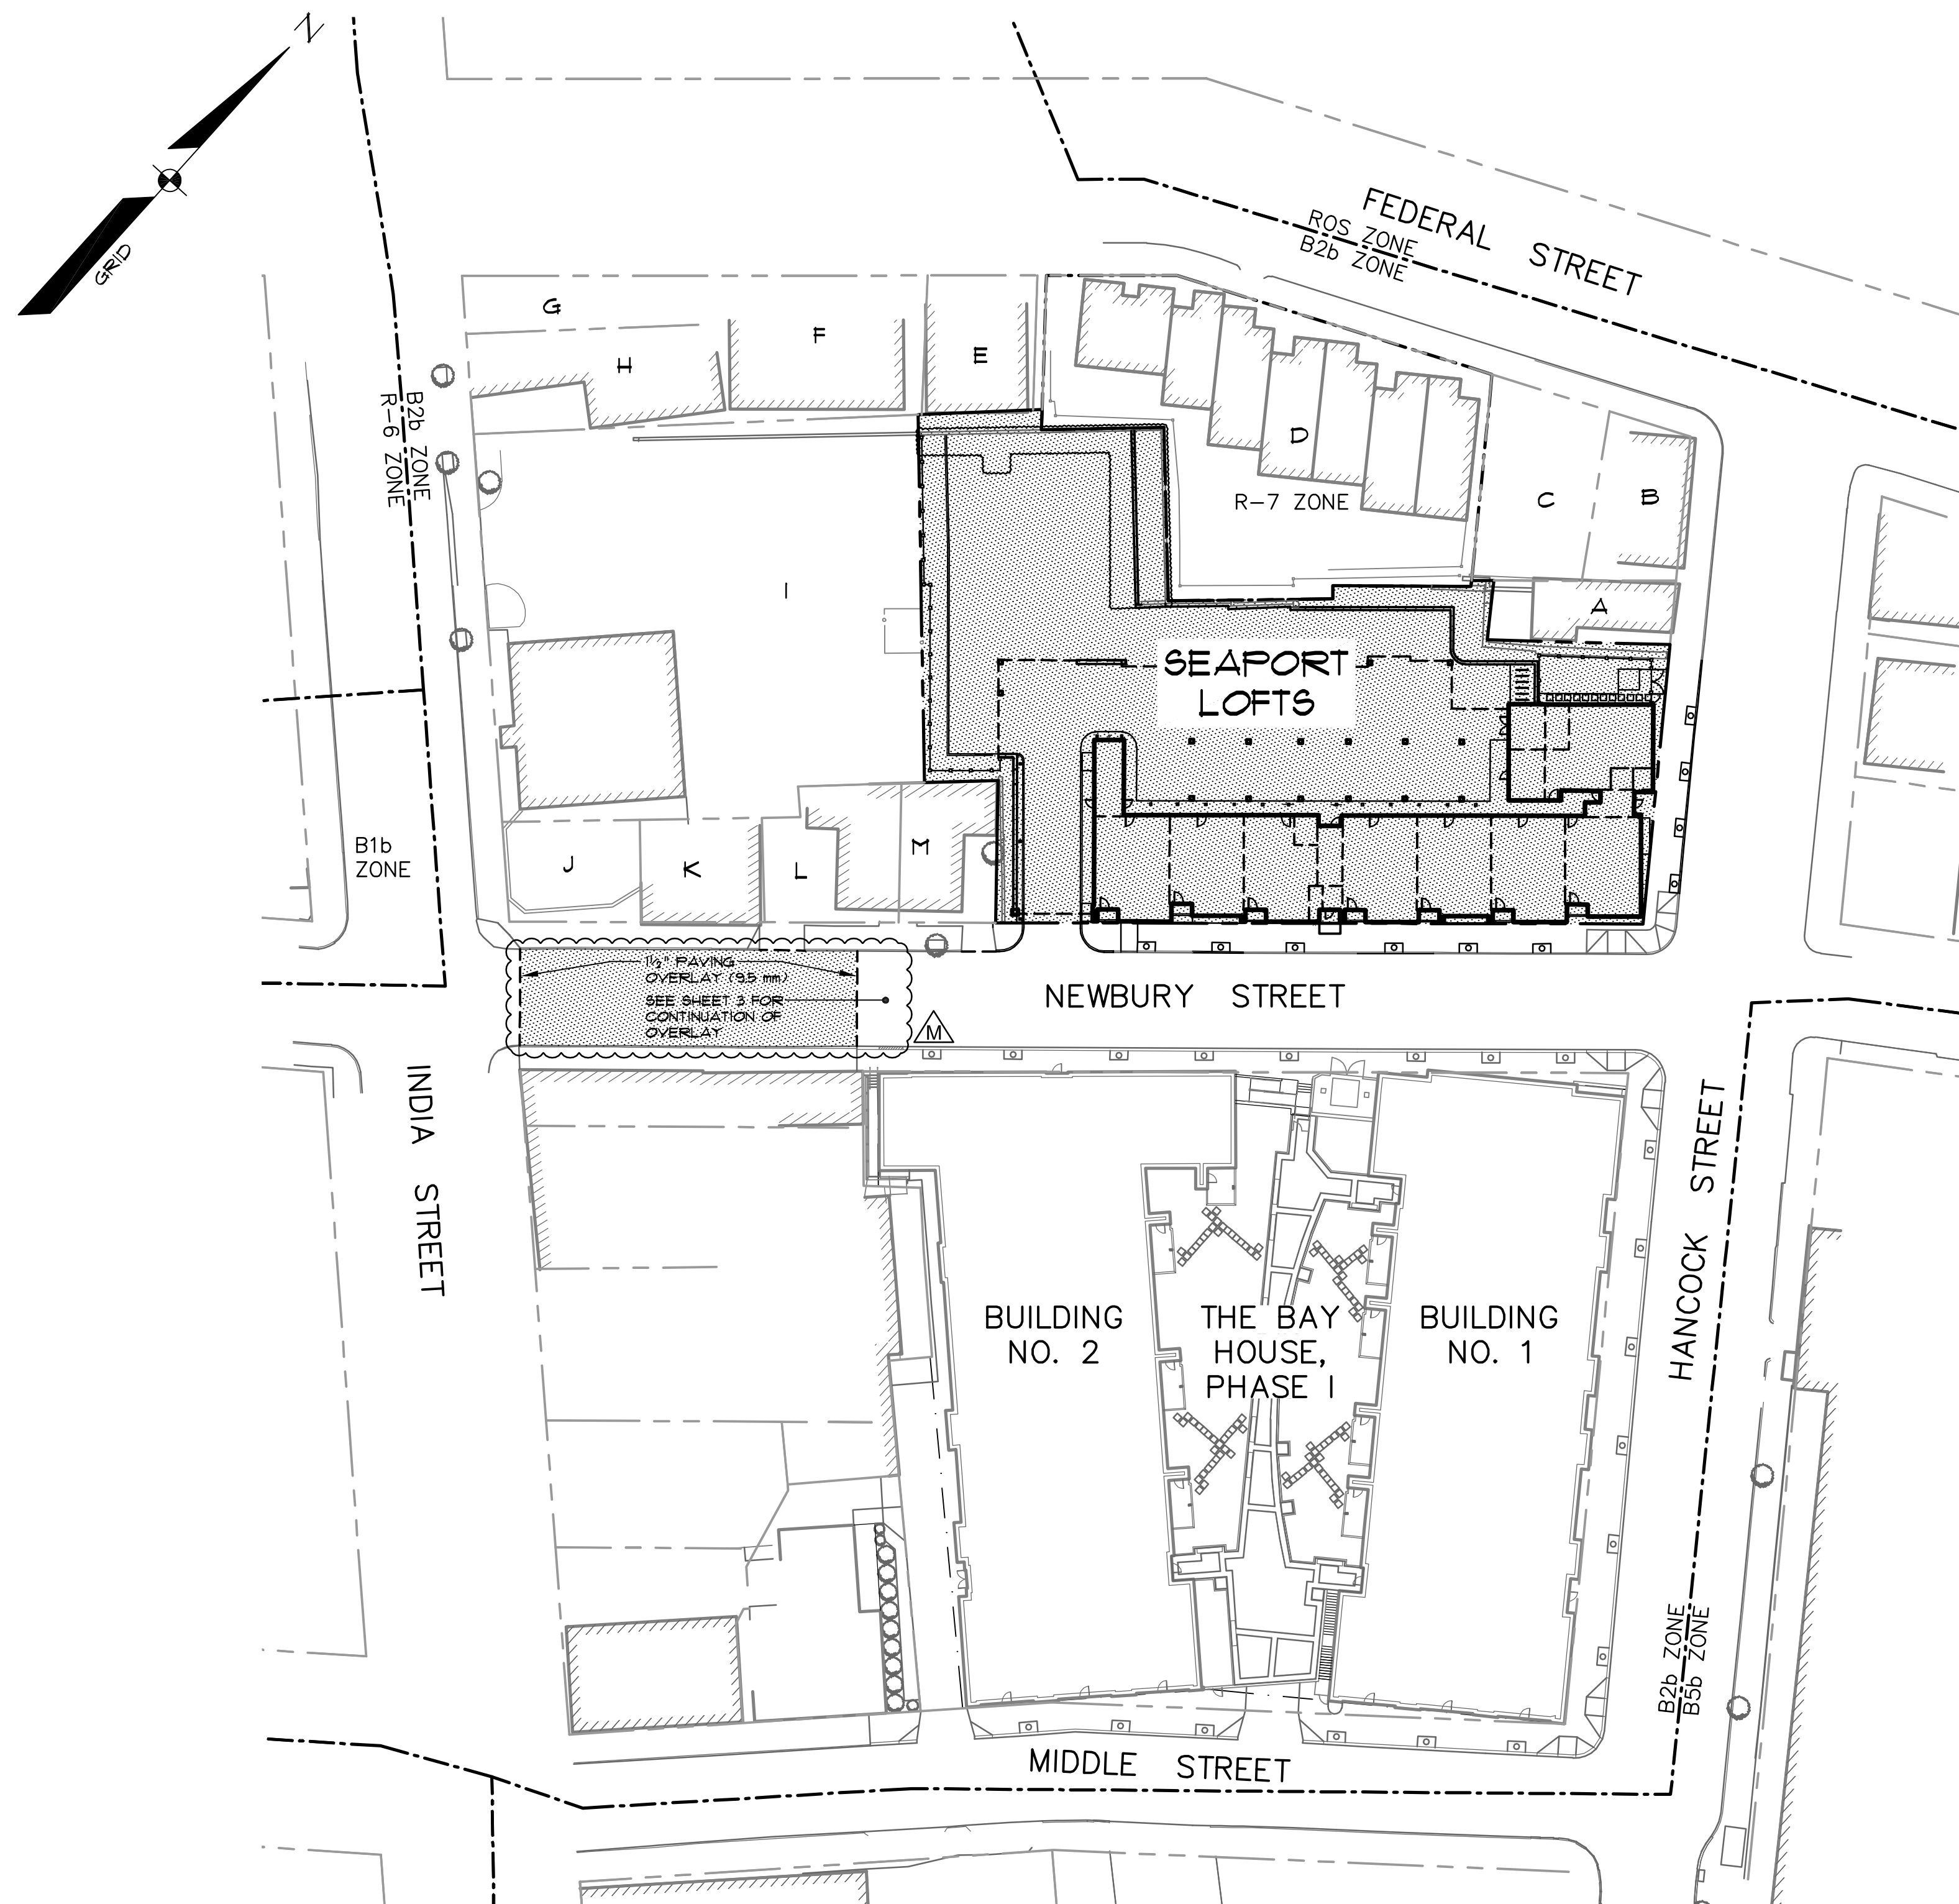 N
GRID
FEDERAL STREET
ROS ZONE
B2b ZONE
G
H
F
E
D
R-7 ZONE
C
B
A
B2b ZONE
R-6 ZONE
I
SEAPORT
LOFTS
B1b
ZONE
J
K
L
M
1½" PAVING
OVERLAY (9.5 mm)
SEE SHEET 3 FOR
CONTINUATION OF
OVERLAY
M
NEWBURY STREET
INDIA STREET
HANCOCK STREET
BUILDING
NO. 2
THE BAY
HOUSE,
PHASE I
BUILDING
NO. 1
B2b ZONE
B5b ZONE
MIDDLE STREET